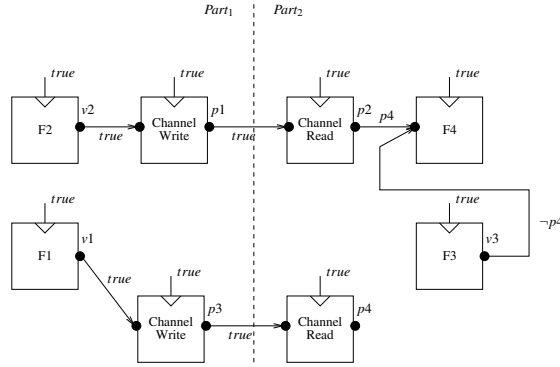 Part₁ Part₂
true true true true
v2 p1 p2 p4
F2 Channel Write Channel Read F4
true true
true true
v1 v3
F1 F3 ¬p4
true
true true
p3 p4
Channel Write Channel Read
true